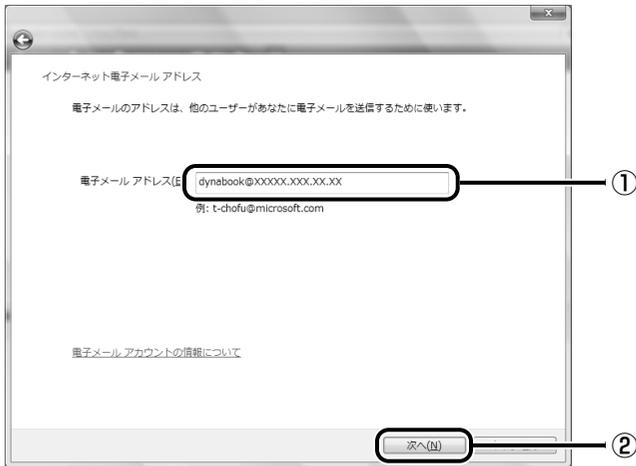 インターネット電子メール アドレス
電子メールのアドレスは、他のユーザーがあなたに電子メールを送信するために使います。
電子メール アドレス(E
dynabook@XXXXX.XXX.XX.XX
①
例: t-chofu@microsoft.com
電子メール アカウントの情報について
次へ(N)
②